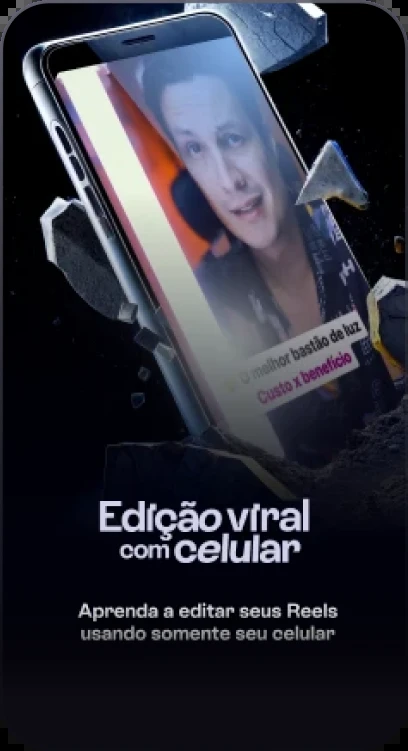 O melhor bastão de luz
Custo x benefício
Edição viral
com celular
Aprenda a editar seus Reels
usando somente seu celular